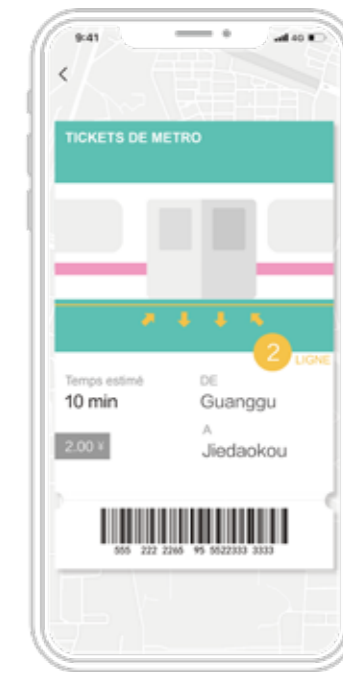 9:41
4G
TICKETS DE METRO
2 LIGNE
Temps estimé
10 min
DE
Guanggu
2.00 ¥
A
Jiedaokou
555 222 2265 95 5522333 3333